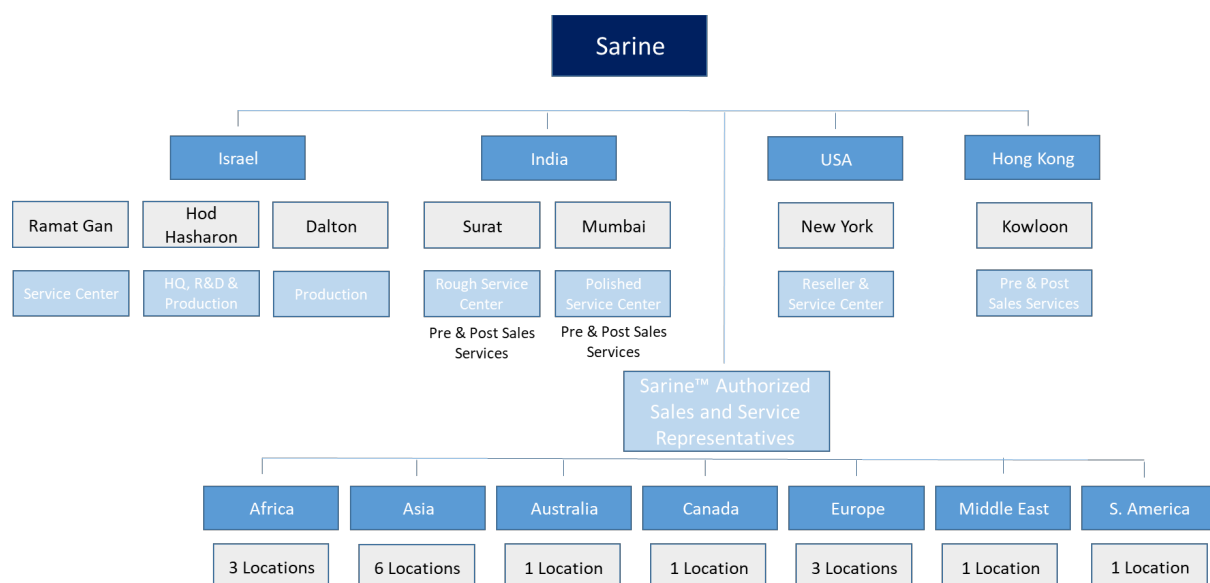 Sarine
Israel
India
USA
Hong Kong
Ramat Gan
Hod
Hasharon
Dalton
Surat
Mumbai
New York
Kowloon
Service Center
HQ, R&D &
Production
Production
Rough Service
Center
Polished
Service Center
Reseller &
Service Center
Pre & Post
Sales Services
Pre & Post Sales
Services
Pre & Post Sales
Services
Sarine™ Authorized
Sales and Service
Representatives
Africa
Asia
Australia
Canada
Europe
Middle East
S. America
3 Locations
6 Locations
1 Location
1 Location
3 Locations
1 Location
1 Location